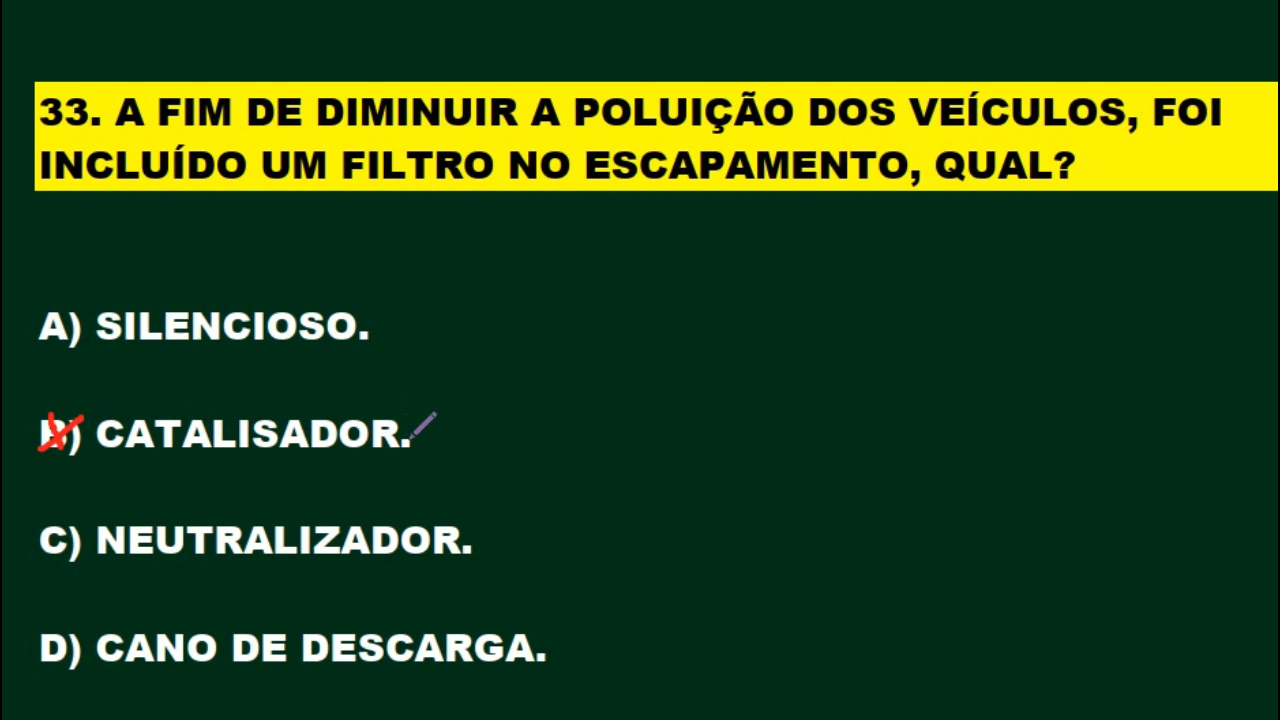 33. A FIM DE DIMINUIR A POLUIÇÃO DOS VEÍCULOS, FOI
INCLUÍDO UM FILTRO NO ESCAPAMENTO, QUAL?
A) SILENCIOSO.
B) CATALISADOR.
C) NEUTRALIZADOR.
D) CANO DE DESCARGA.